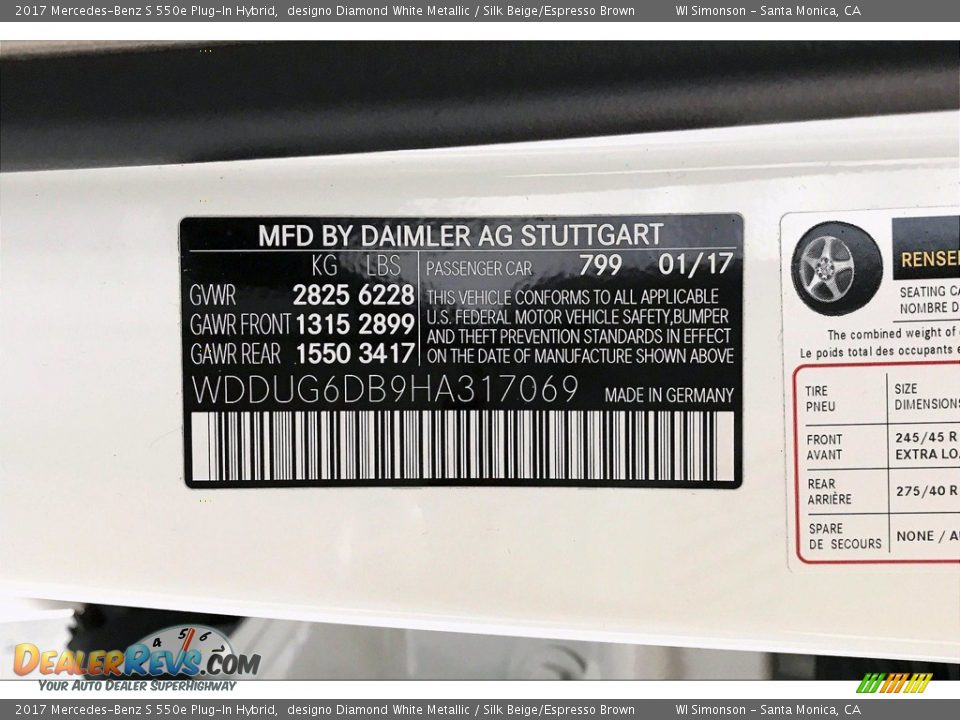 2017 Mercedes-Benz S 550e Plug-In Hybrid, designo Diamond White Metallic / Silk Beige/Espresso Brown WI Simonson - Santa Monica, CA
MFD BY DAIMLER AG STUTTGART
KG LBS
GVWR 2825 6228
GAWR FRONT 1315 2899
GAWR REAR 1550 3417
PASSENGER CAR 799 01/17
THIS VEHICLE CONFORMS TO ALL APPLICABLE
U.S. FEDERAL MOTOR VEHICLE SAFETY,BUMPER
AND THEFT PREVENTION STANDARDS IN EFFECT
ON THE DATE OF MANUFACTURE SHOWN ABOVE
WDDUG6DB9HA317069 MADE IN GERMANY
RENSE
SEATING CA
NOMBRE D
The combined weight of
Le poids total des occupants e
TIRE SIZE
PNEU DIMENSIONS
FRONT 245/45 R
AVANT EXTRA LO
REAR 275/40 R
ARRIÈRE
SPARE NONE / A
DE SECOURS
4 5 6
DEALERREVS.COM
YOUR AUTO DEALER SUPERHIGHWAY
2017 Mercedes-Benz S 550e Plug-In Hybrid, designo Diamond White Metallic / Silk Beige/Espresso Brown WI Simonson - Santa Monica, CA